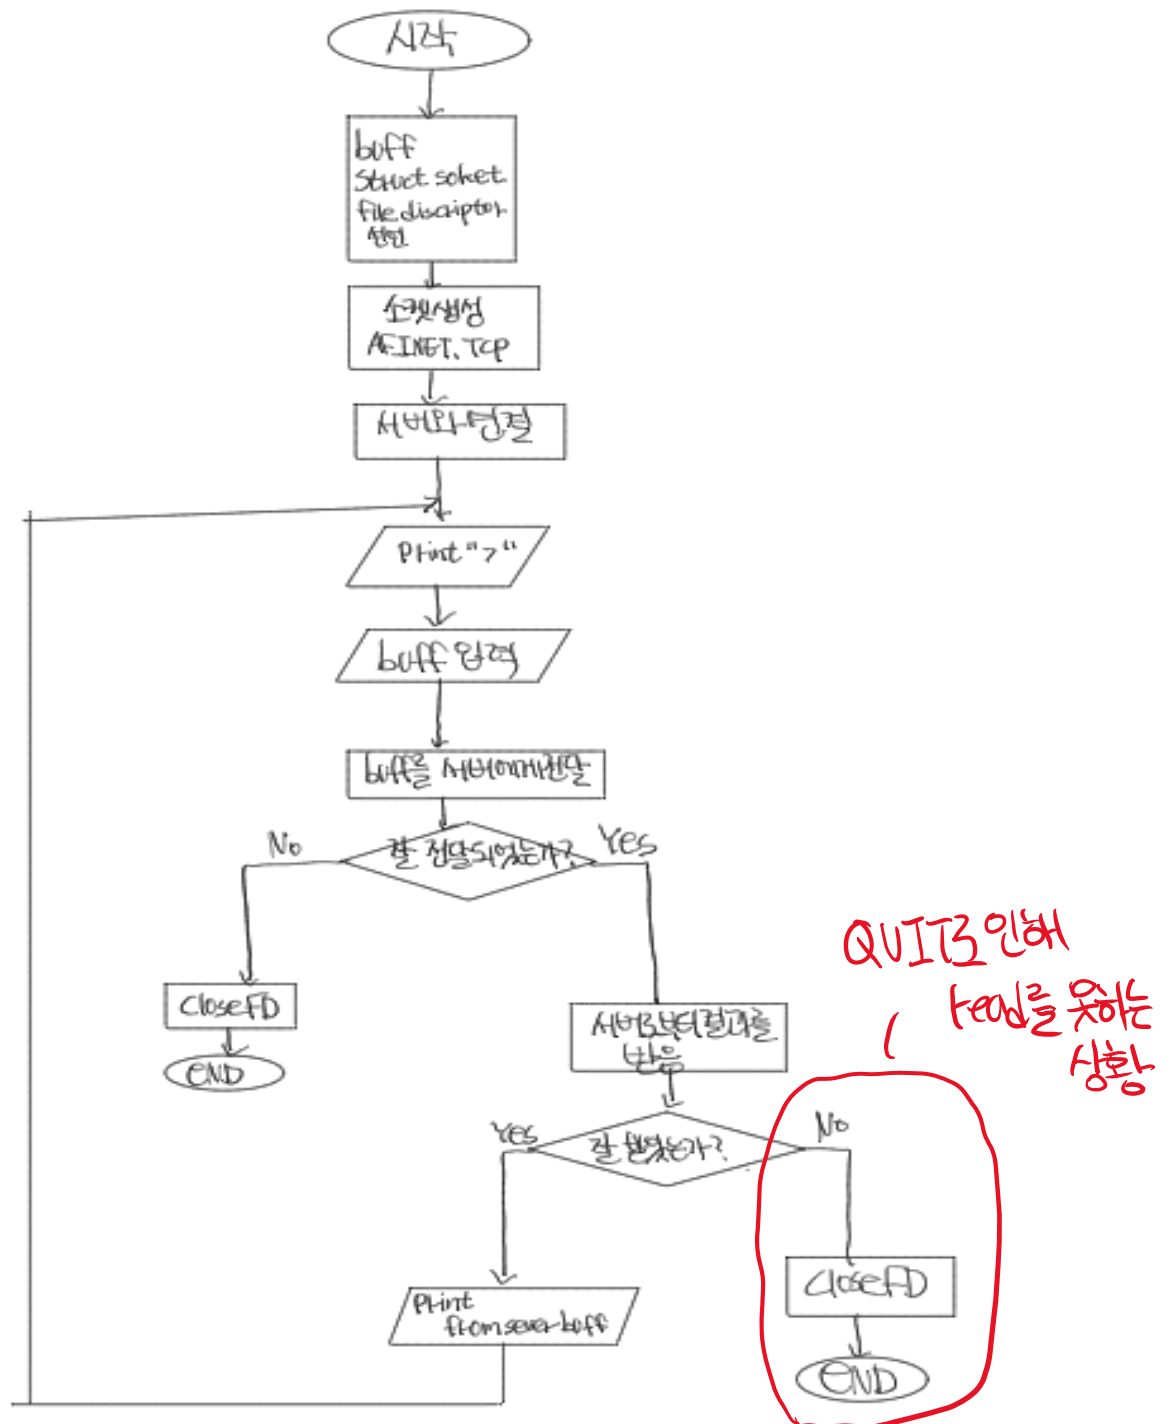 시작
buff
struct soket
file discriptor
선언
소켓생성
AF_INET, TCP
서버와 연결
Print ">"
buff 입력
buff를 서버에게 전달
No
잘 전달되었는가?
Yes
QUIT로 인해
read를 못하는
상황
closeFD
END
서버로부터 결과를
받음
Yes
잘 됐는가?
No
closeFD
Print
from sever buff
END